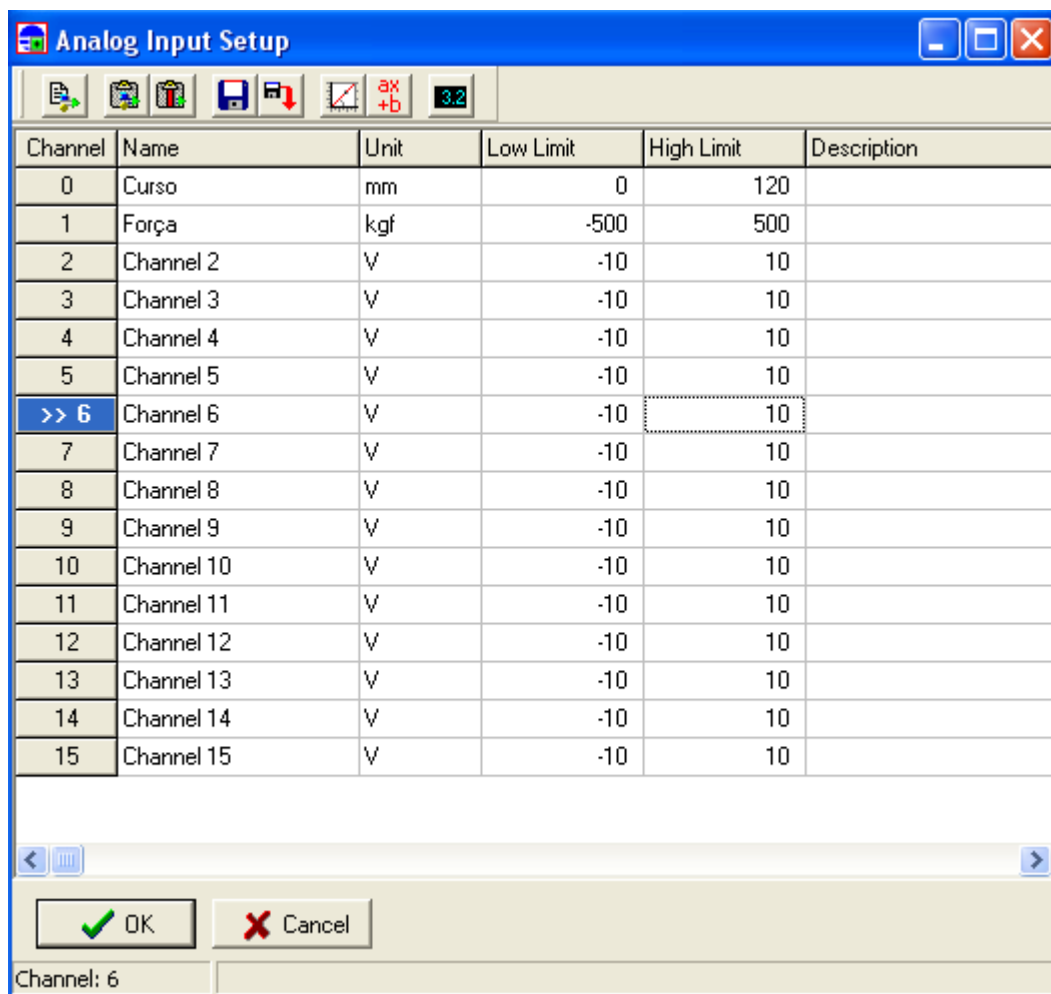 Analog Input Setup
ax
+b
3.2
Channel Name Unit Low Limit High Limit Description
0 Curso mm 0 120
1 Força kgf -500 500
2 Channel 2 V -10 10
3 Channel 3 V -10 10
4 Channel 4 V -10 10
5 Channel 5 V -10 10
>> 6 Channel 6 V -10 10
7 Channel 7 V -10 10
8 Channel 8 V -10 10
9 Channel 9 V -10 10
10 Channel 10 V -10 10
11 Channel 11 V -10 10
12 Channel 12 V -10 10
13 Channel 13 V -10 10
14 Channel 14 V -10 10
15 Channel 15 V -10 10
OK Cancel
Channel: 6